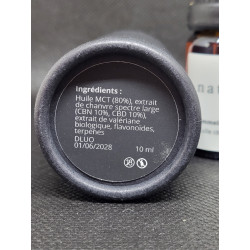 Ingrédients :
Huile MCT (80%), extrait
de chanvre spectre large
(CBN 10%, CBD 10%),
extrait de valériane
biologique, flavonoïdes,
terpènes
DLUO
01/06/2028
10 ml